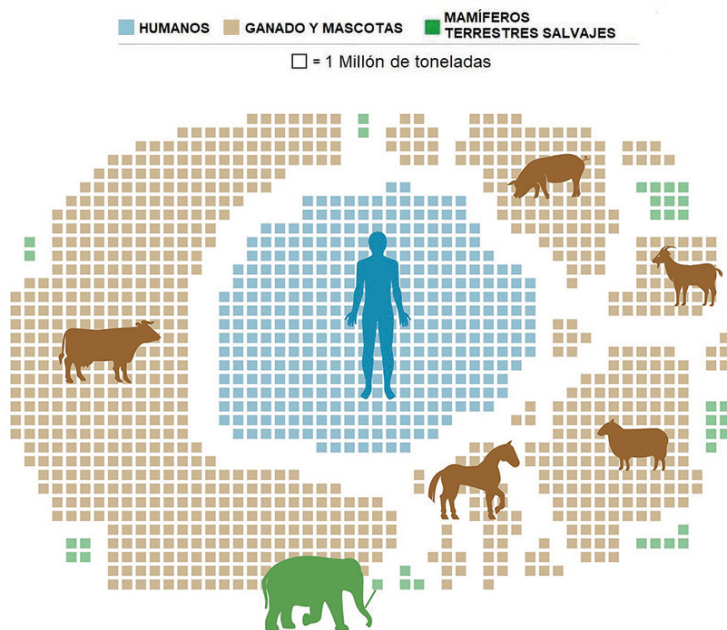 HUMANOS
GANADO Y MASCOTAS
MAMÍFEROS
TERRESTRES SALVAJES
= 1 Millón de toneladas